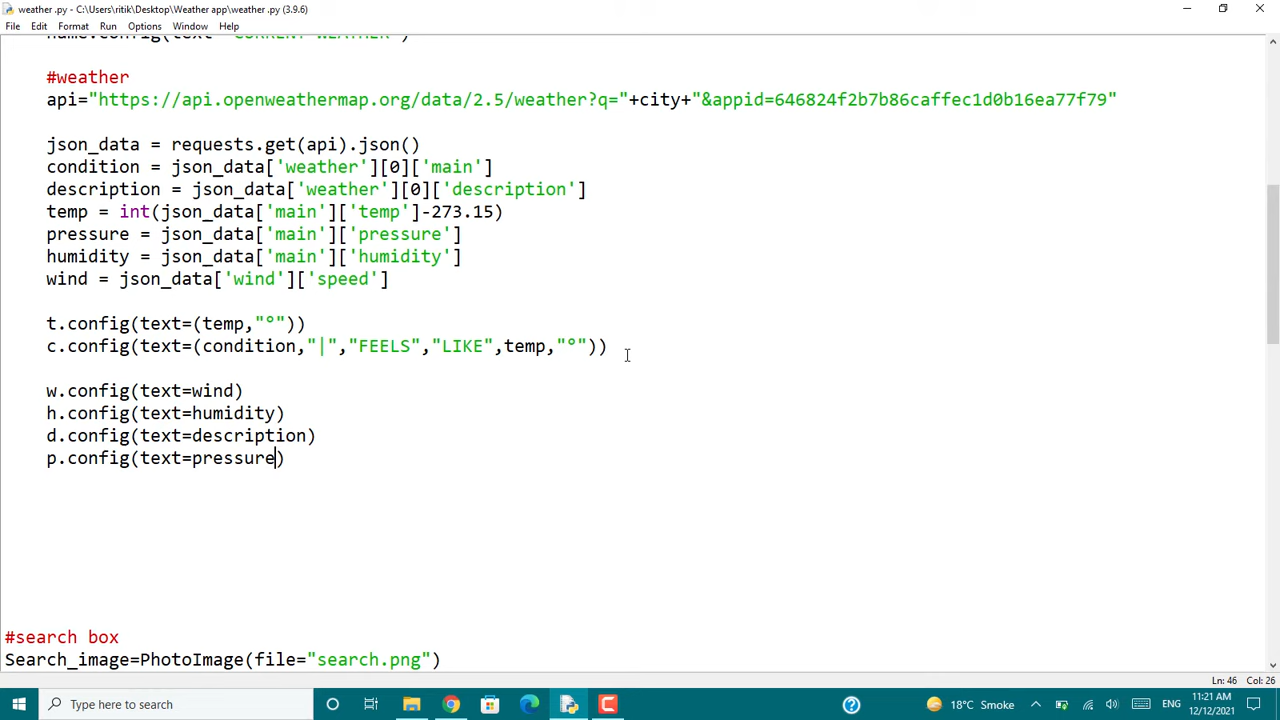 weather .py - C:\Users\ritik\Desktop\Weather app\weather .py (3.9.6)
File Edit Format Run Options Window Help
name.config(text="CURRENT WEATHER")
#weather
api="https://api.openweathermap.org/data/2.5/weather?q="+city+"&appid=646824f2b7b86caffec1d0b16ea77f79"
json_data = requests.get(api).json()
condition = json_data['weather'][0]['main']
description = json_data['weather'][0]['description']
temp = int(json_data['main']['temp']-273.15)
pressure = json_data['main']['pressure']
humidity = json_data['main']['humidity']
wind = json_data['wind']['speed']
t.config(text=(temp,"°"))
c.config(text=(condition,"|","FEELS","LIKE",temp,"°"))
w.config(text=wind)
h.config(text=humidity)
d.config(text=description)
p.config(text=pressure)
#search box
Search_image=PhotoImage(file="search.png")
Ln: 46 Col: 26
Type here to search
18°C Smoke
ENG
11:21 AM
12/12/2021